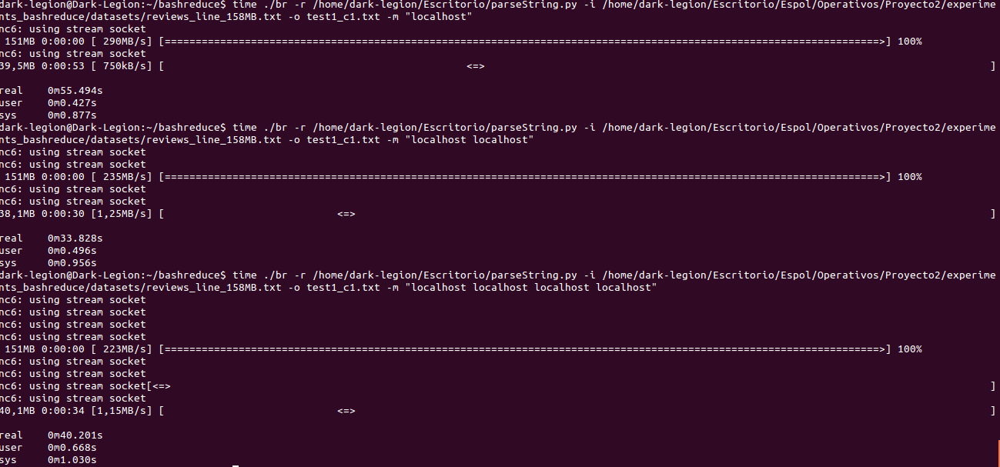 dark-legion@Dark-Legion:~/bashreduce$ time ./br -r /home/dark-legion/Escritorio/parseString.py -i /home/dark-legion/Escritorio/Espol/Operativos/Proyecto2/experime
nts_bashreduce/datasets/reviews_line_158MB.txt -o test1_c1.txt -m "localhost"
nc6: using stream socket
151MB 0:00:00 [ 290MB/s] [====================================================================================================================>] 100%
nc6: using stream socket
39,5MB 0:00:53 [ 750kB/s] [                                                 <=>                                                                                  ]
real    0m55.494s
user    0m0.427s
sys     0m0.877s
dark-legion@Dark-Legion:~/bashreduce$ time ./br -r /home/dark-legion/Escritorio/parseString.py -i /home/dark-legion/Escritorio/Espol/Operativos/Proyecto2/experime
nts_bashreduce/datasets/reviews_line_158MB.txt -o test1_c1.txt -m "localhost localhost"
nc6: using stream socket
nc6: using stream socket
151MB 0:00:00 [ 235MB/s] [====================================================================================================================>] 100%
nc6: using stream socket
nc6: using stream socket
38,1MB 0:00:30 [1,25MB/s] [                            <=>                                                                                                       ]
real    0m33.828s
user    0m0.496s
sys     0m0.956s
dark-legion@Dark-Legion:~/bashreduce$ time ./br -r /home/dark-legion/Escritorio/parseString.py -i /home/dark-legion/Escritorio/Espol/Operativos/Proyecto2/experime
nts_bashreduce/datasets/reviews_line_158MB.txt -o test1_c1.txt -m "localhost localhost localhost localhost"
nc6: using stream socket
nc6: using stream socket
nc6: using stream socket
nc6: using stream socket
151MB 0:00:00 [ 223MB/s] [====================================================================================================================>] 100%
nc6: using stream socket
nc6: using stream socket
nc6: using stream socket[<=>                                                                                                                                     ]
nc6: using stream socket
40,1MB 0:00:34 [1,15MB/s] [                            <=>                                                                                                       ]
real    0m40.201s
user    0m0.668s
sys     0m1.030s